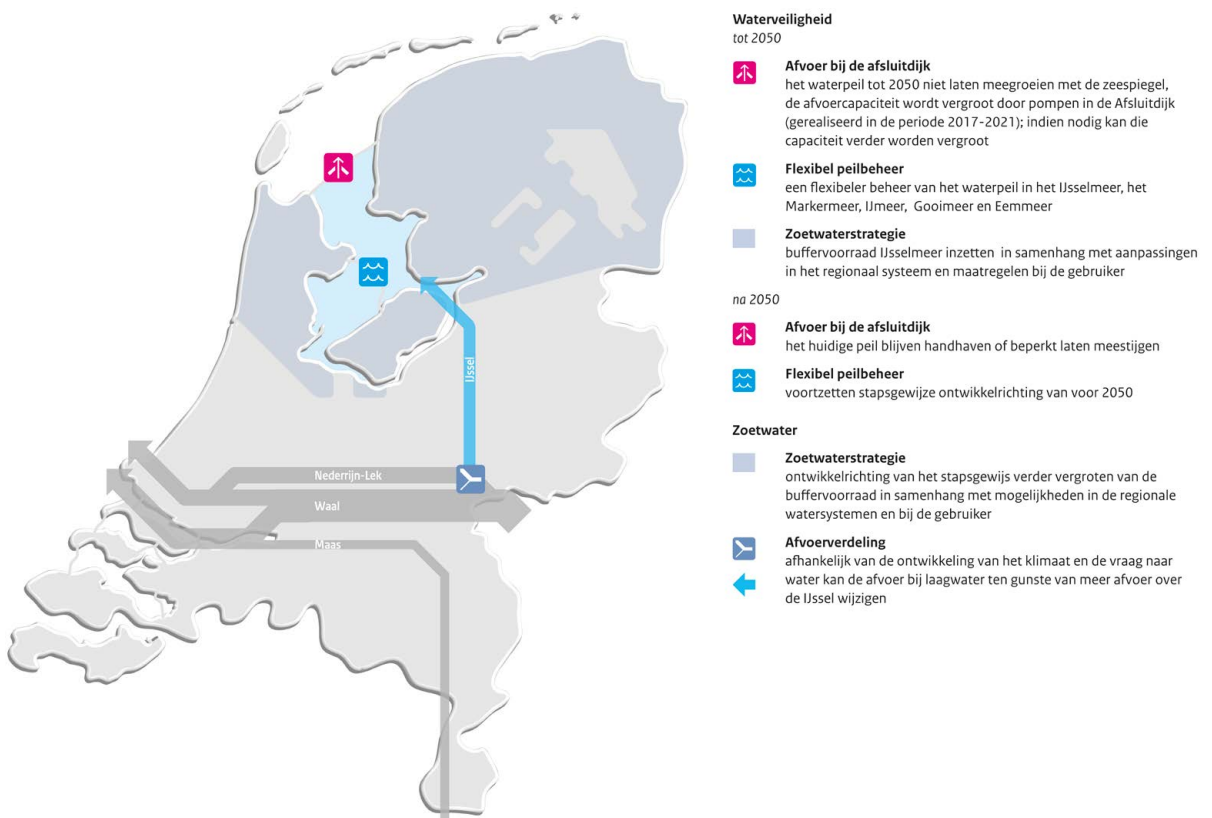 IJssel
Nederrijn-Lek
Waal
Maas
Waterveiligheid
tot 2050
Afvoer bij de afsluitdijk
het waterpeil tot 2050 niet laten meegroeien met de zeespiegel,
de afvoercapaciteit wordt vergroot door pompen in de Afsluitdijk
(gerealiseerd in de periode 2017-2021); indien nodig kan die
capaciteit verder worden vergroot
Flexibel peilbeheer
een flexibeler beheer van het waterpeil in het IJsselmeer, het
Markermeer, IJmeer, Gooimeer en Eemmeer
Zoetwaterstrategie
buffervoorraad IJsselmeer inzetten in samenhang met aanpassingen
in het regionaal systeem en maatregelen bij de gebruiker
na 2050
Afvoer bij de afsluitdijk
het huidige peil blijven handhaven of beperkt laten meestijgen
Flexibel peilbeheer
voortzetten stapsgewijze ontwikkelrichting van voor 2050
Zoetwater
Zoetwaterstrategie
ontwikkelrichting van het stapsgewijs verder vergroten van de
buffervoorraad in samenhang met mogelijkheden in de regionale
watersystemen en bij de gebruiker
Afvoerverdeling
afhankelijk van de ontwikkeling van het klimaat en de vraag naar
water kan de afvoer bij laagwater ten gunste van meer afvoer over
de IJssel wijzigen